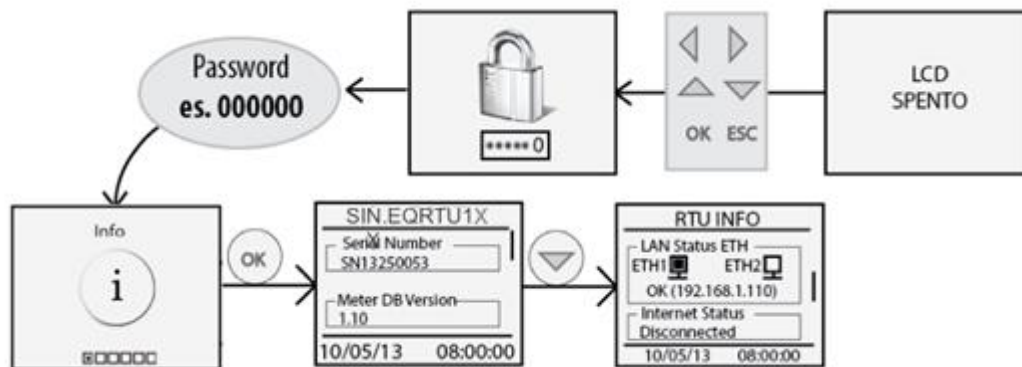 Password
es. 000000
*****0
OK ESC
LCD
SPENTO
Info
i
OK
SIN.EQRTU1X
Serial Number
SN13250053
Meter DB Version
1.10
10/05/13 08:00:00
RTU INFO
LAN Status ETH
ETH1 ETH2
OK (192.168.1.110)
Internet Status
Disconnected
10/05/13 08:00:00